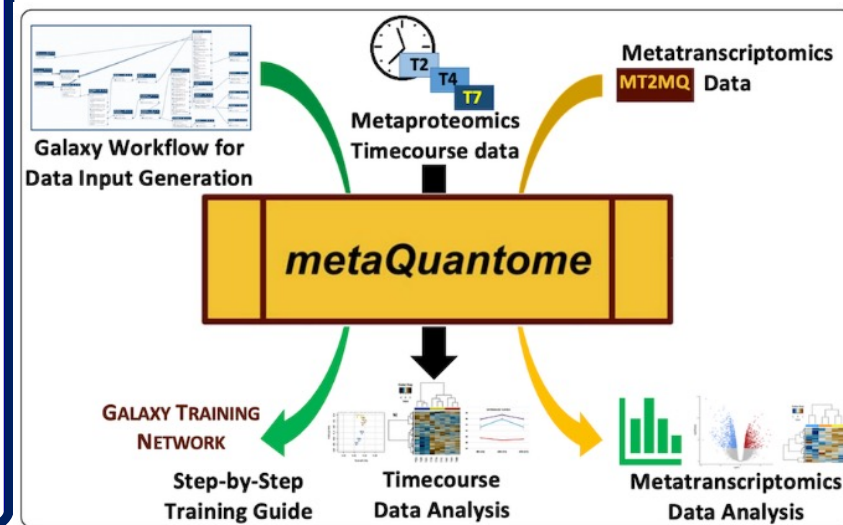 T2
T4
T7
Metaproteomics
Timecourse data
Galaxy Workflow for
Data Input Generation
Metatranscriptomics
MT2MQ Data
metaQuantome
GALAXY TRAINING
NETWORK
Step-by-Step
Training Guide
Timecourse
Data Analysis
Metatranscriptomics
Data Analysis